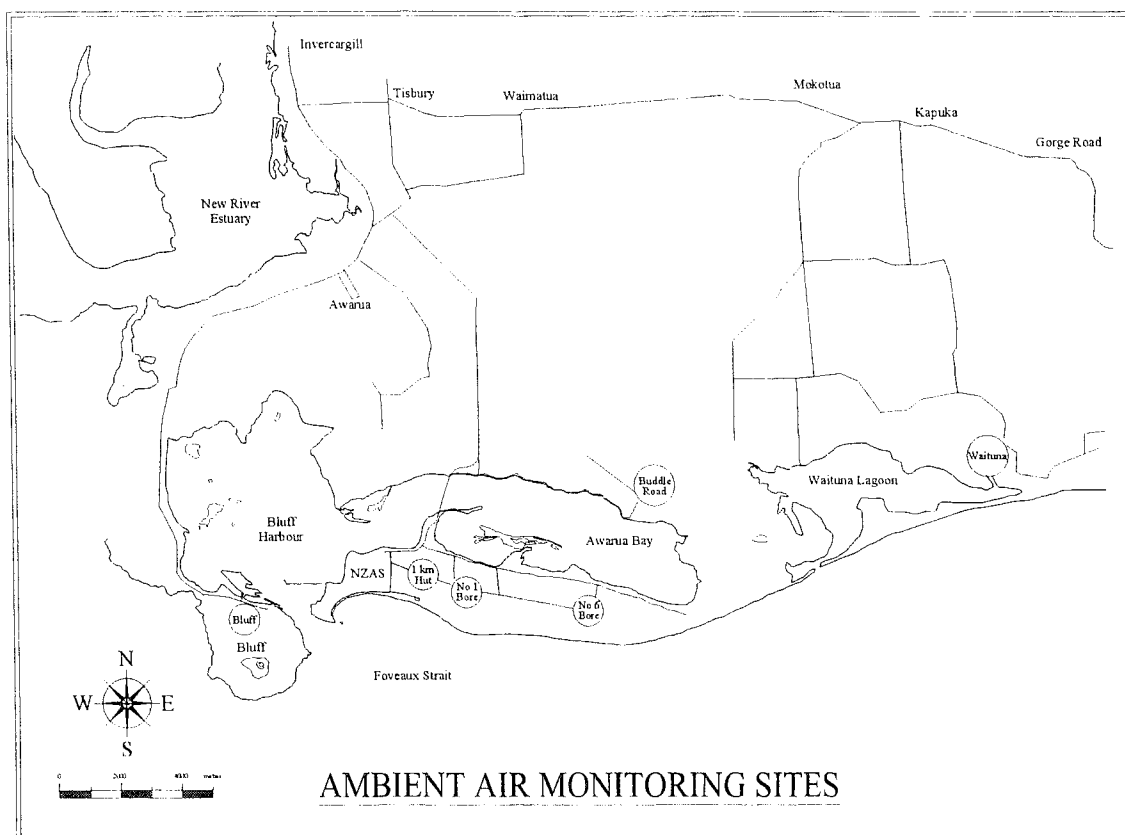 Invercargill
Tisbury
Waimatua
Mokotua
Kapuka
Gorge Road
New River
Estuary
Awarua
Waituna
Buddle
Road
Waituna Lagoon
Bluff
Harbour
Awarua Bay
NZAS
1 km
Hut
No 1
Bore
No 6
Bore
Bluff
Bluff
Foveaux Strait
N
W E
S
0
AMBIENT AIR MONITORING SITES